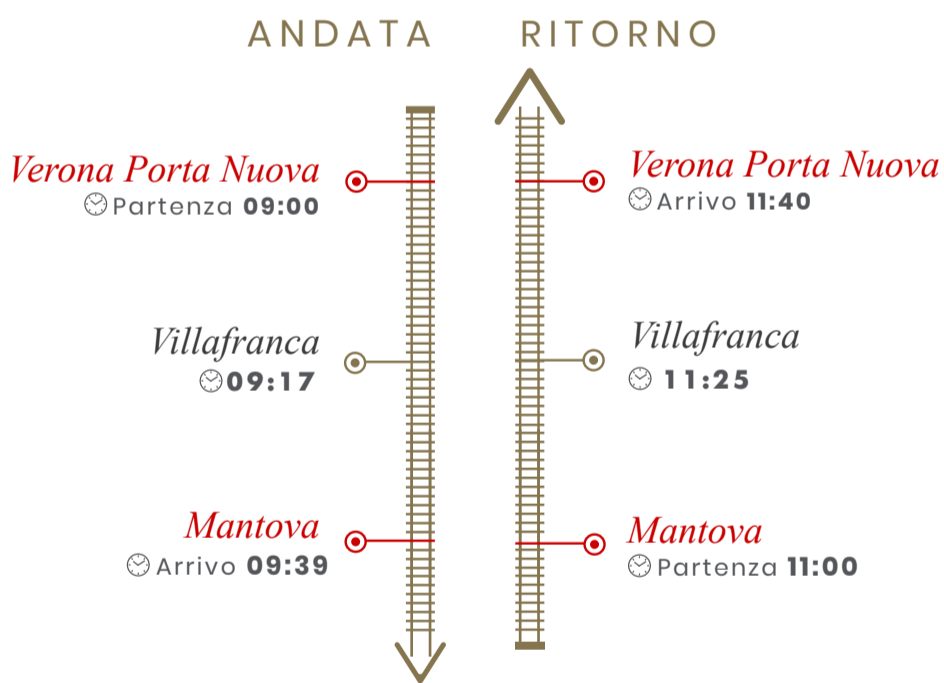 ANDATA
Verona Porta Nuova
Partenza 09:00
Villafranca
09:17
Mantova
Arrivo 09:39
RITORNO
Verona Porta Nuova
Arrivo 11:40
Villafranca
11:25
Mantova
Partenza 11:00